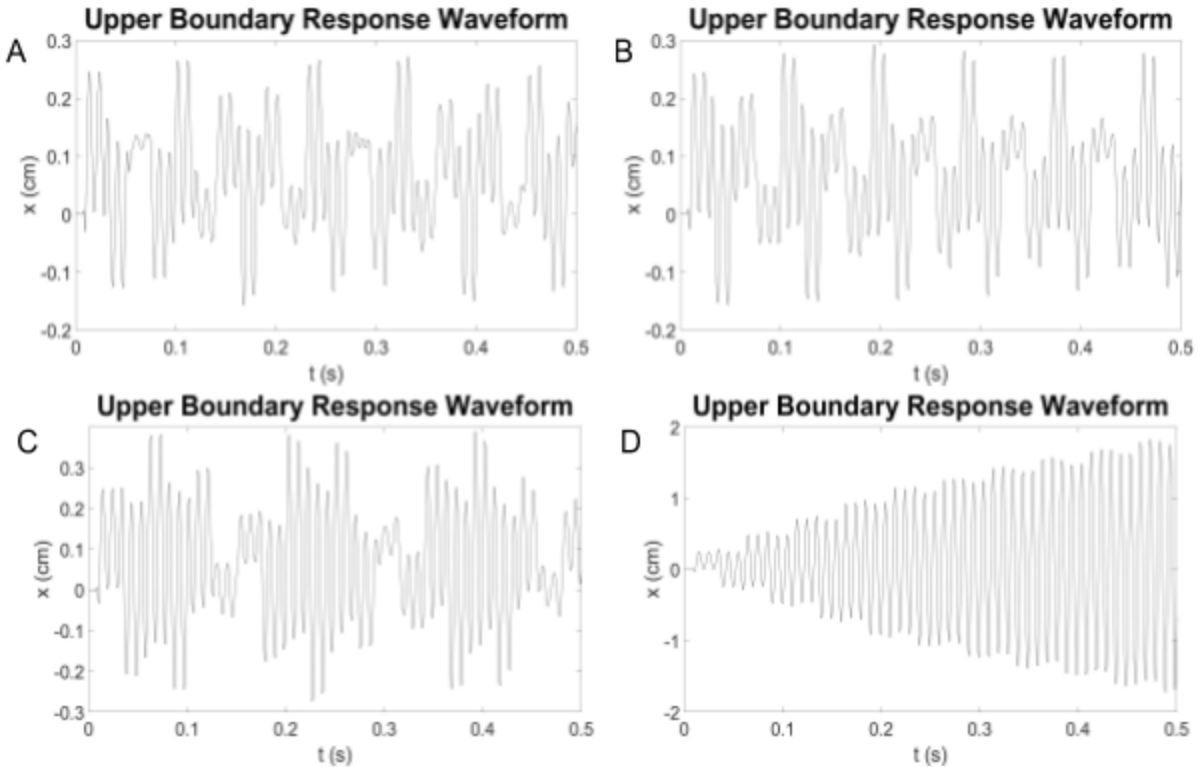 Upper Boundary Response Waveform
A
x (cm)
0.3
0.2
0.1
0
-0.1
-0.2
0 0.1 0.2 0.3 0.4 0.5
t (s)
Upper Boundary Response Waveform
B
x (cm)
0.3
0.2
0.1
0
-0.1
-0.2
0 0.1 0.2 0.3 0.4 0.5
t (s)
Upper Boundary Response Waveform
C
x (cm)
0.3
0.2
0.1
0
-0.1
-0.2
-0.3
0 0.1 0.2 0.3 0.4 0.5
t (s)
Upper Boundary Response Waveform
D
x (cm)
2
1
0
-1
-2
0 0.1 0.2 0.3 0.4 0.5
t (s)